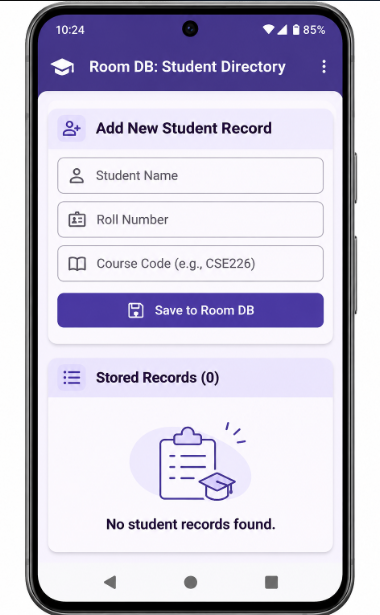 10:24
85%
Room DB: Student Directory
Add New Student Record
Student Name
Roll Number
Course Code (e.g., CSE226)
Save to Room DB
Stored Records (0)
No student records found.